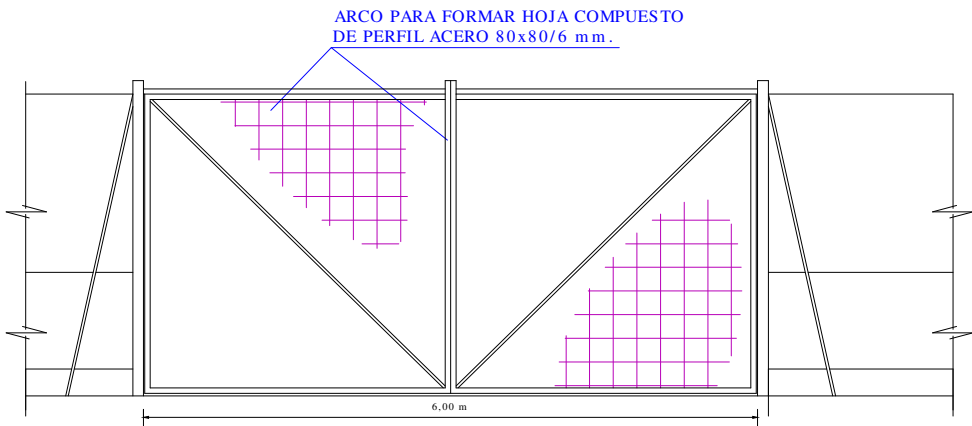 ARCO PARA FORMAR HOJA COMPUESTO
DE PERFIL ACERO 80x80/6 mm.
6,00 m